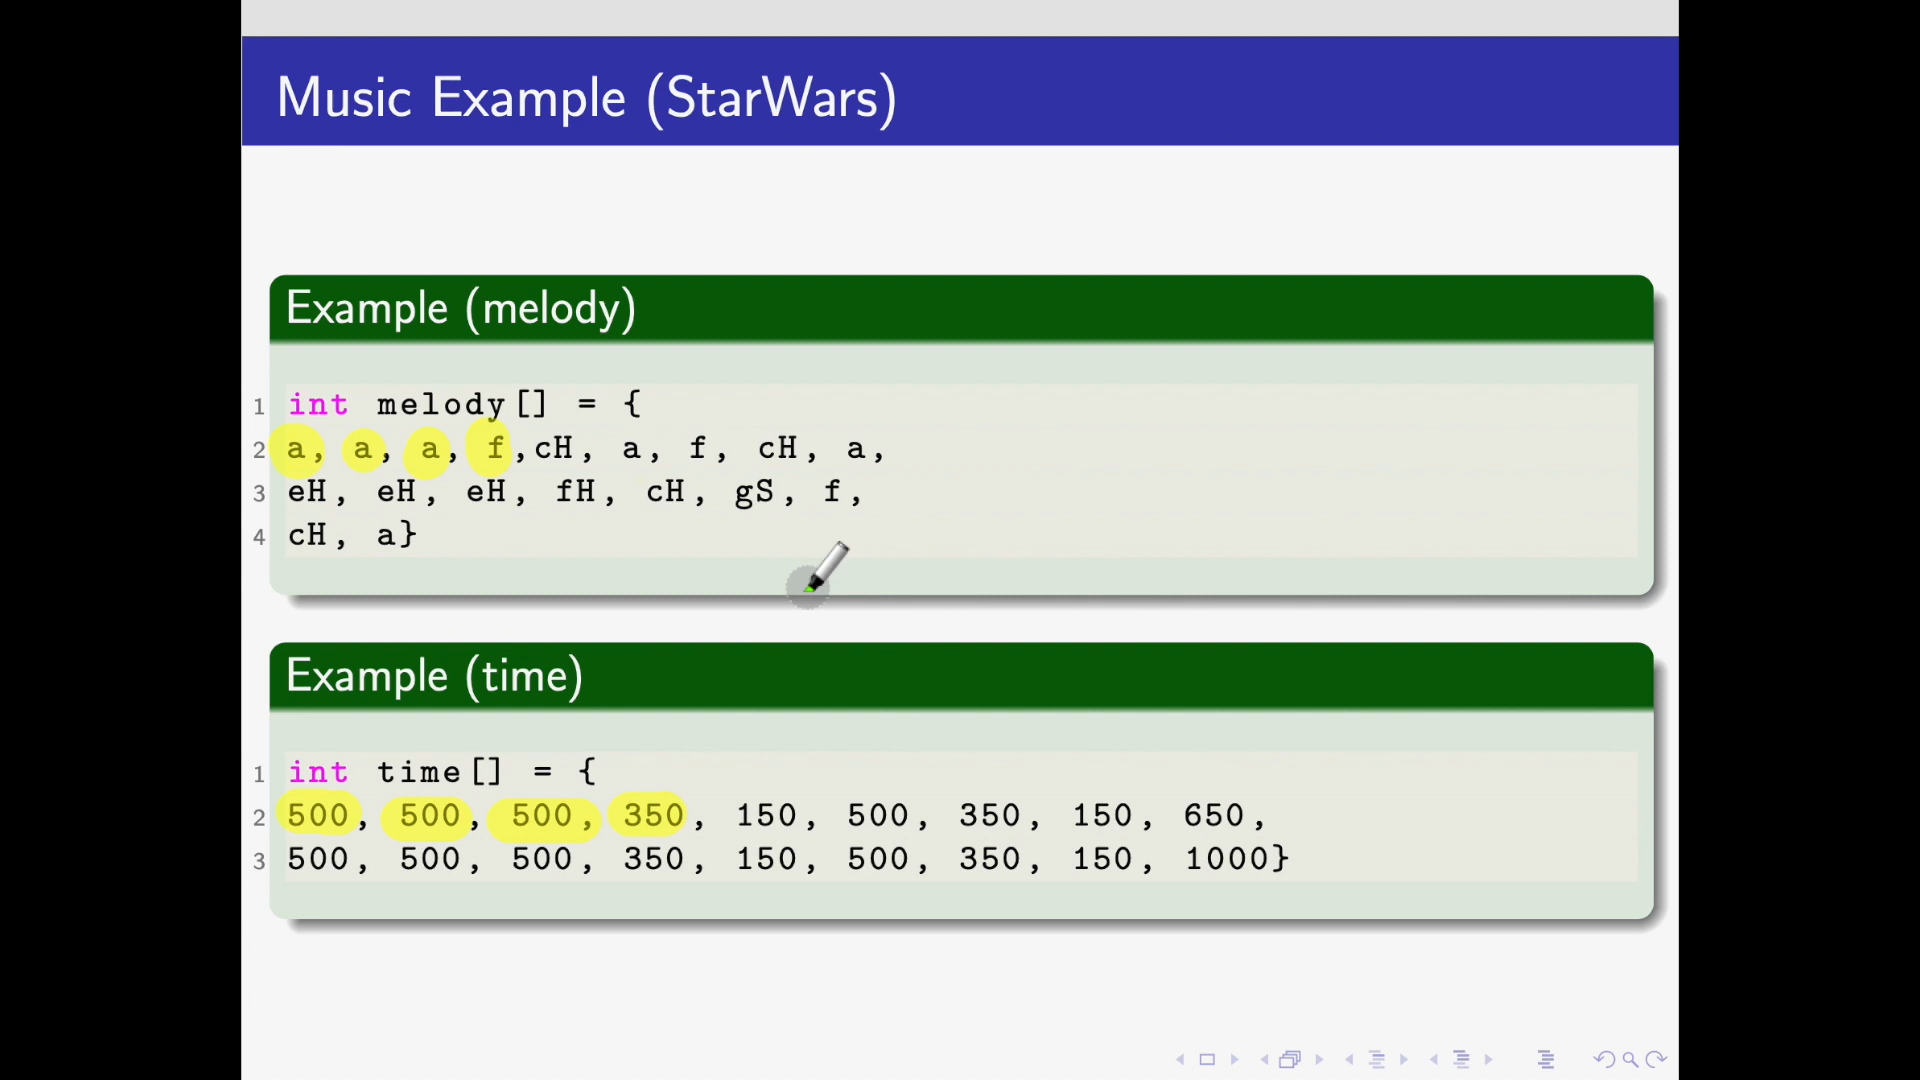 Music Example (StarWars)
Example (melody)
1 int melody[] = {
2 a, a, a, f,cH, a, f, cH, a,
3 eH, eH, eH, fH, cH, gS, f,
4 cH, a}
Example (time)
1 int time[] = {
2 500, 500, 500, 350, 150, 500, 350, 150, 650,
3 500, 500, 500, 350, 150, 500, 350, 150, 1000}